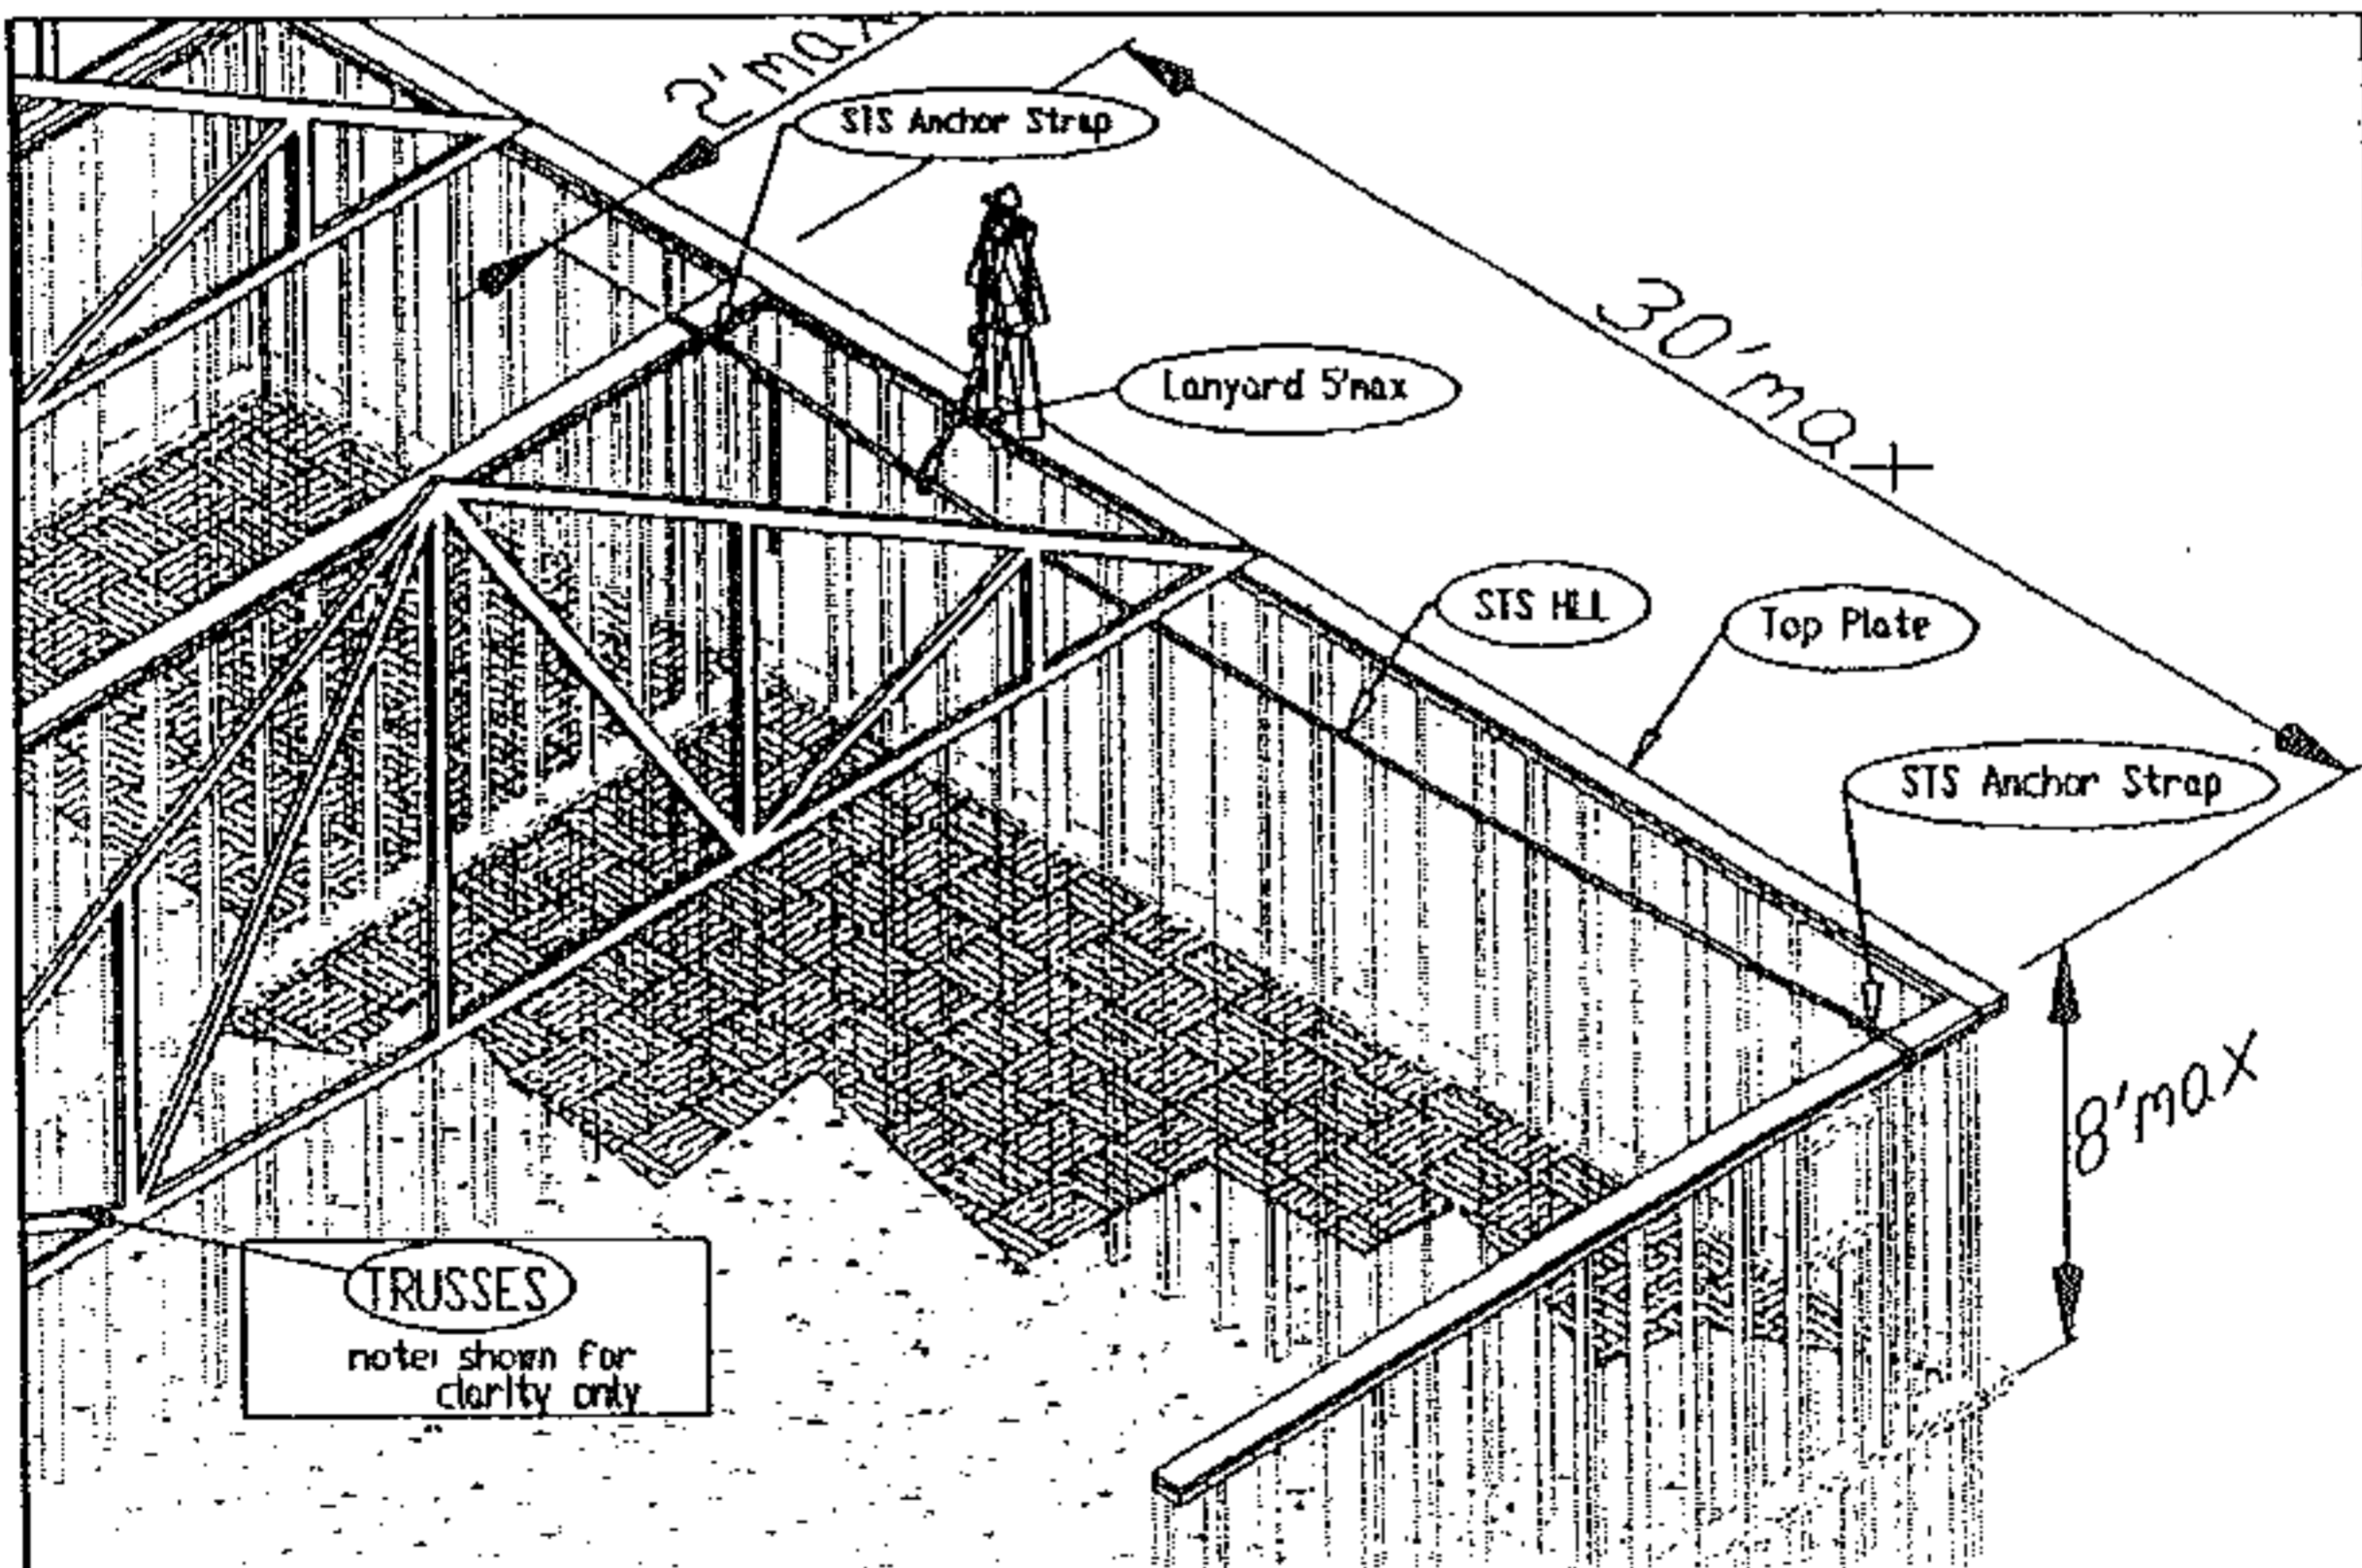 2'max
STS Anchor Strap
30'max
Lanyard 5'max
STS HLL
Top Plate
STS Anchor Strap
8'max
TRUSSES
note: shown for
clarity only